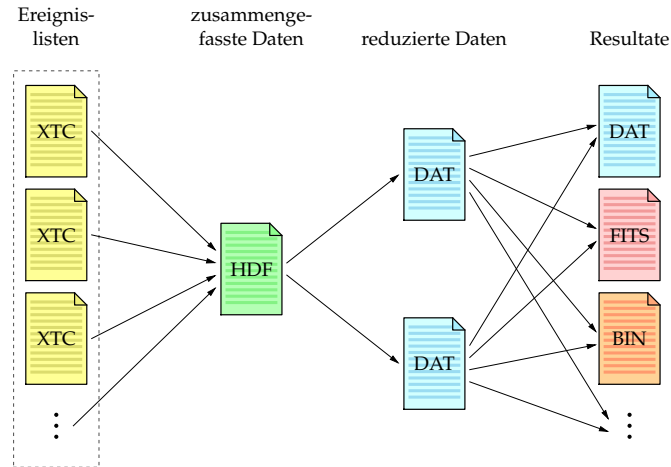 Ereignis-
listen
zusammenge-
fasste Daten
reduzierte Daten
Resultate
XTC
XTC
XTC
HDF
DAT
DAT
DAT
FITS
BIN